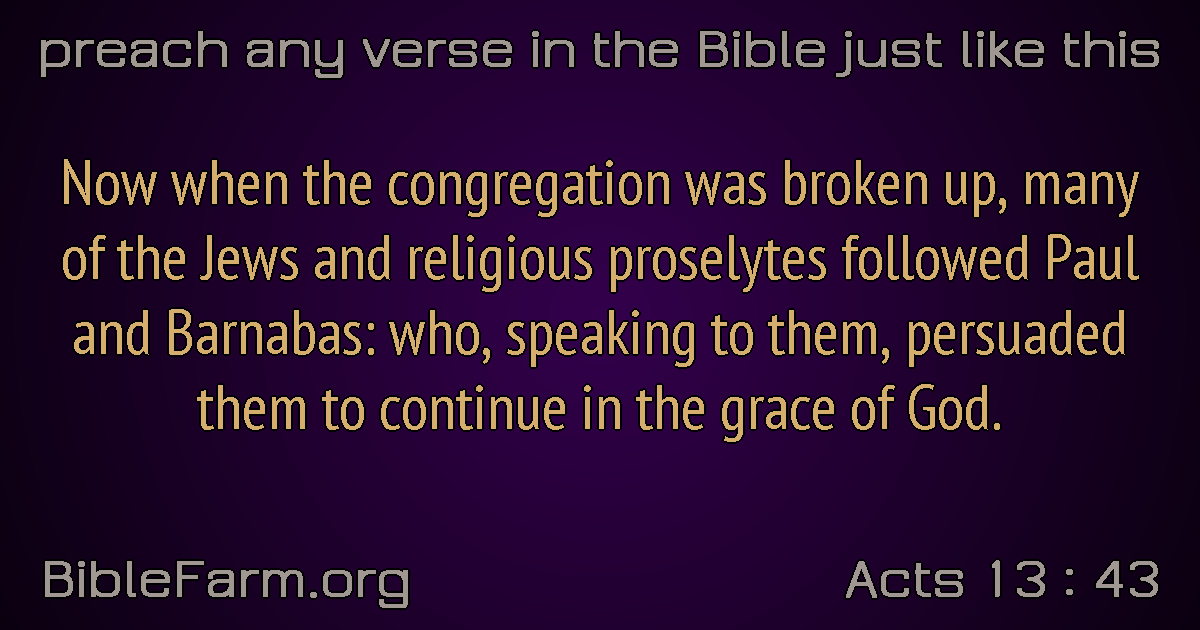 preach any verse in the Bible just like this
Now when the congregation was broken up, many
of the Jews and religious proselytes followed Paul
and Barnabas: who, speaking to them, persuaded
them to continue in the grace of God.
BibleFarm.org
Acts 13 : 43